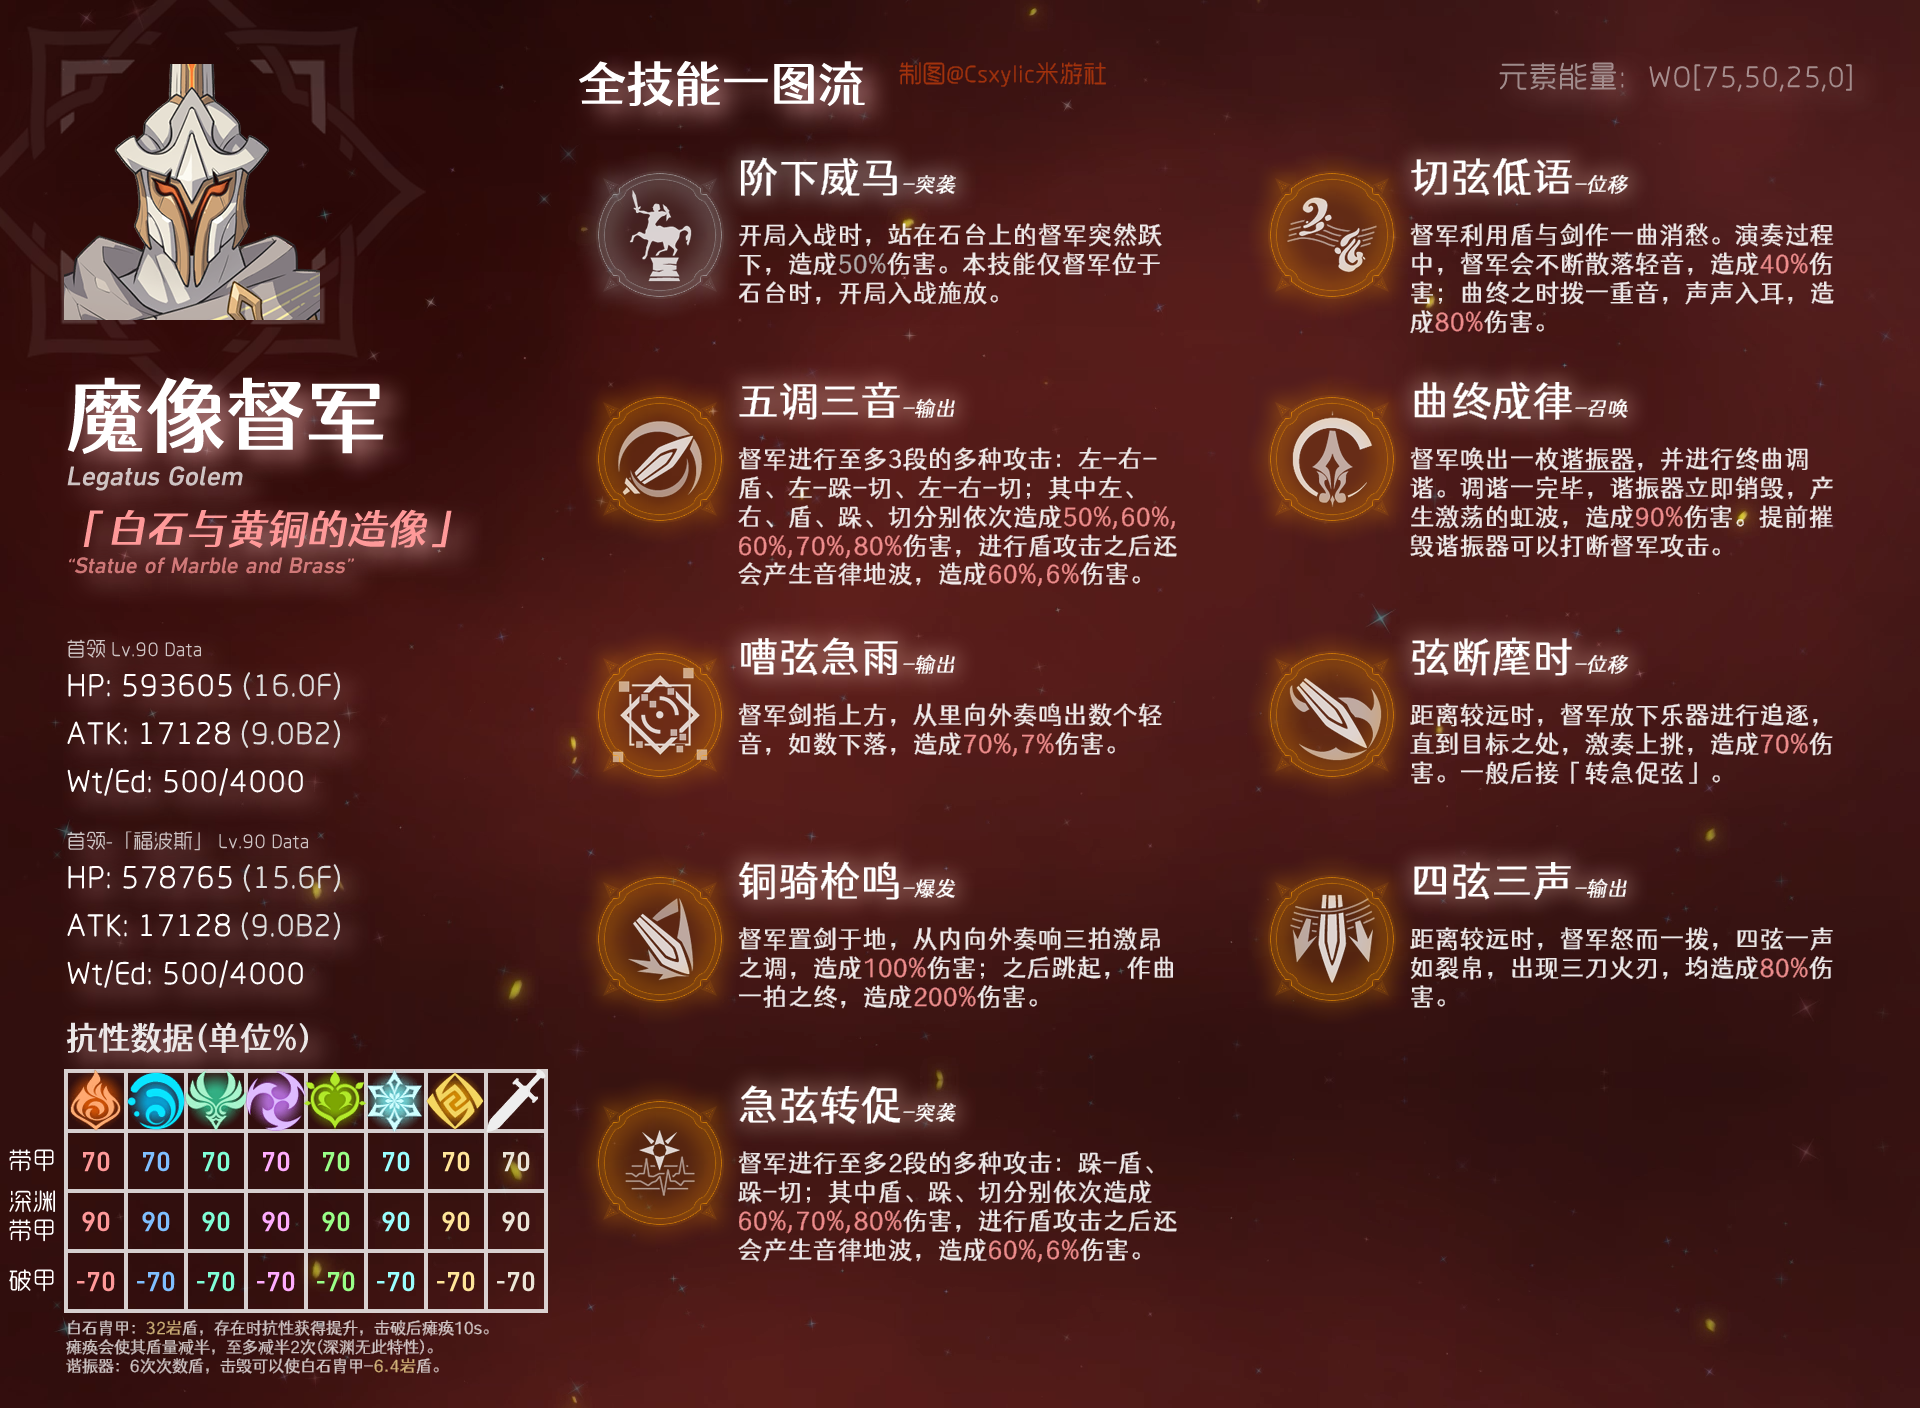 全技能一图流
制图@Csxylic米游社
元素能量： W0[75,50,25,0]
魔像督军
Legatus Golem
「白石与黄铜的造像」
“Statue of Marble and Brass”
首领 Lv.90 Data
HP: 593605 (16.0F)
ATK: 17128 (9.0B2)
Wt/Ed: 500/4000
首领-「福波斯」 Lv.90 Data
HP: 578765 (15.6F)
ATK: 17128 (9.0B2)
Wt/Ed: 500/4000
抗性数据(单位%)
带甲 70 70 70 70 70 70 70 70
深渊
带甲 90 90 90 90 90 90 90 90
破甲 -70 -70 -70 -70 -70 -70 -70 -70
白石胄甲：32岩盾，存在时抗性获得提升，击破后瘫痪10s。
瘫痪会使其盾量减半，至多减半2次(深渊无此特性)。
谐振器：6次次数盾，击毁可以使白石胄甲-6.4岩盾。
阶下威马-突袭
开局入战时，站在石台上的督军突然跃
下，造成50%伤害。本技能仅督军位于
石台时，开局入战施放。
五调三音-输出
督军进行至多3段的多种攻击：左-右-
盾、左-跺-切、左-右-切；其中左、
右、盾、跺、切分别依次造成50%,60%,
60%,70%,80%伤害，进行盾攻击之后还
会产生音律地波，造成60%,6%伤害。
嘈弦急雨-输出
督军剑指上方，从里向外奏鸣出数个轻
音，如数下落，造成70%,7%伤害。
铜骑枪鸣-爆发
督军置剑于地，从内向外奏响三拍激昂
之调，造成100%伤害；之后跳起，作曲
一拍之终，造成200%伤害。
急弦转促-突袭
督军进行至多2段的多种攻击：跺-盾、
跺-切；其中盾、跺、切分别依次造成
60%,70%,80%伤害，进行盾攻击之后还
会产生音律地波，造成60%,6%伤害。
切弦低语-位移
督军利用盾与剑作一曲消愁。演奏过程
中，督军会不断散落轻音，造成40%伤
害；曲终之时拨一重音，声声入耳，造
成80%伤害。
曲终成律-召唤
督军唤出一枚谐振器，并进行终曲调
谐。调谐一完毕，谐振器立即销毁，产
生激荡的虹波，造成90%伤害。提前摧
毁谐振器可以打断督军攻击。
弦断麾时-位移
距离较远时，督军放下乐器进行追逐，
直到目标之处，激奏上挑，造成70%伤
害。一般后接「转急促弦」。
四弦三声-输出
距离较远时，督军怒而一拨，四弦一声
如裂帛，出现三刀火刃，均造成80%伤
害。